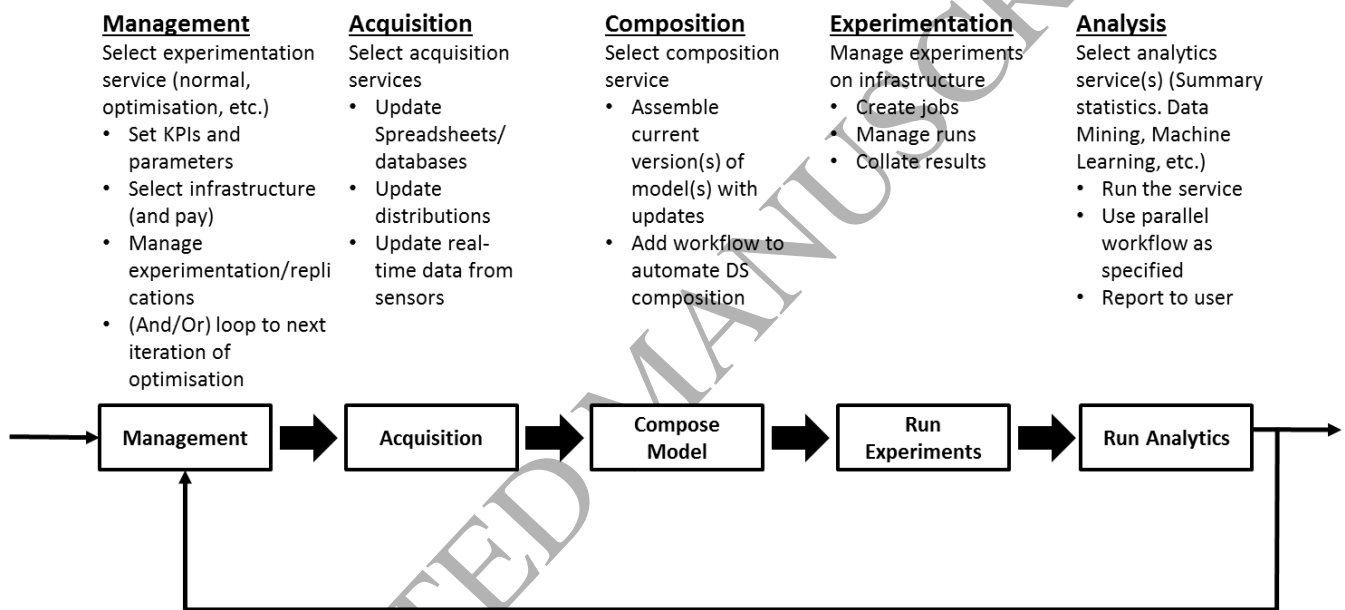 Management
Select experimentation
service (normal,
optimisation, etc.)
• Set KPIs and
parameters
• Select infrastructure
(and pay)
• Manage
experimentation/repli
cations
• (And/Or) loop to next
iteration of
optimisation
Acquisition
Select acquisition
services
• Update
Spreadsheets/
databases
• Update
distributions
• Update real-
time data from
sensors
Composition
Select composition
service
• Assemble
current
version(s) of
model(s) with
updates
• Add workflow to
automate DS
composition
Experimentation
Manage experiments
on infrastructure
• Create jobs
• Manage runs
• Collate results
Analysis
Select analytics
service(s) (Summary
statistics. Data
Mining, Machine
Learning, etc.)
• Run the service
• Use parallel
workflow as
specified
• Report to user
Management
Acquisition
Compose
Model
Run
Experiments
Run Analytics
TED MANUSCR